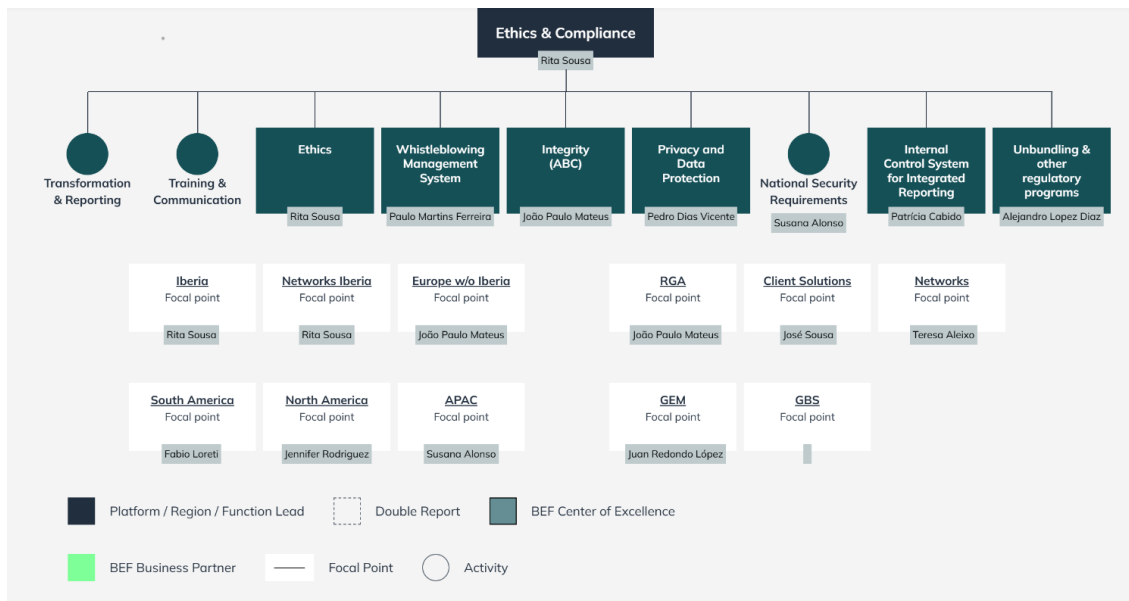 Ethics & Compliance
Rita Sousa
Transformation
& Reporting
Training &
Communication
Ethics
Rita Sousa
Whistleblowing
Management
System
Paulo Martins Ferreira
Integrity
(ABC)
João Paulo Mateus
Privacy and
Data
Protection
Pedro Dias Vicente
National Security
Requirements
Susana Alonso
Internal
Control System
for Integrated
Reporting
Patrícia Cabido
Unbundling &
other
regulatory
programs
Alejandro Lopez Diaz
Iberia
Focal point
Rita Sousa
Networks Iberia
Focal point
Rita Sousa
Europe w/o Iberia
Focal point
João Paulo Mateus
RGA
Focal point
João Paulo Mateus
Client Solutions
Focal point
José Sousa
Networks
Focal point
Teresa Aleixo
South America
Focal point
Fabio Loreti
North America
Focal point
Jennifer Rodriguez
APAC
Focal point
Susana Alonso
GEM
Focal point
Juan Redondo López
GBS
Focal point
Platform / Region / Function Lead
Double Report
BEF Center of Excellence
BEF Business Partner
Focal Point
Activity